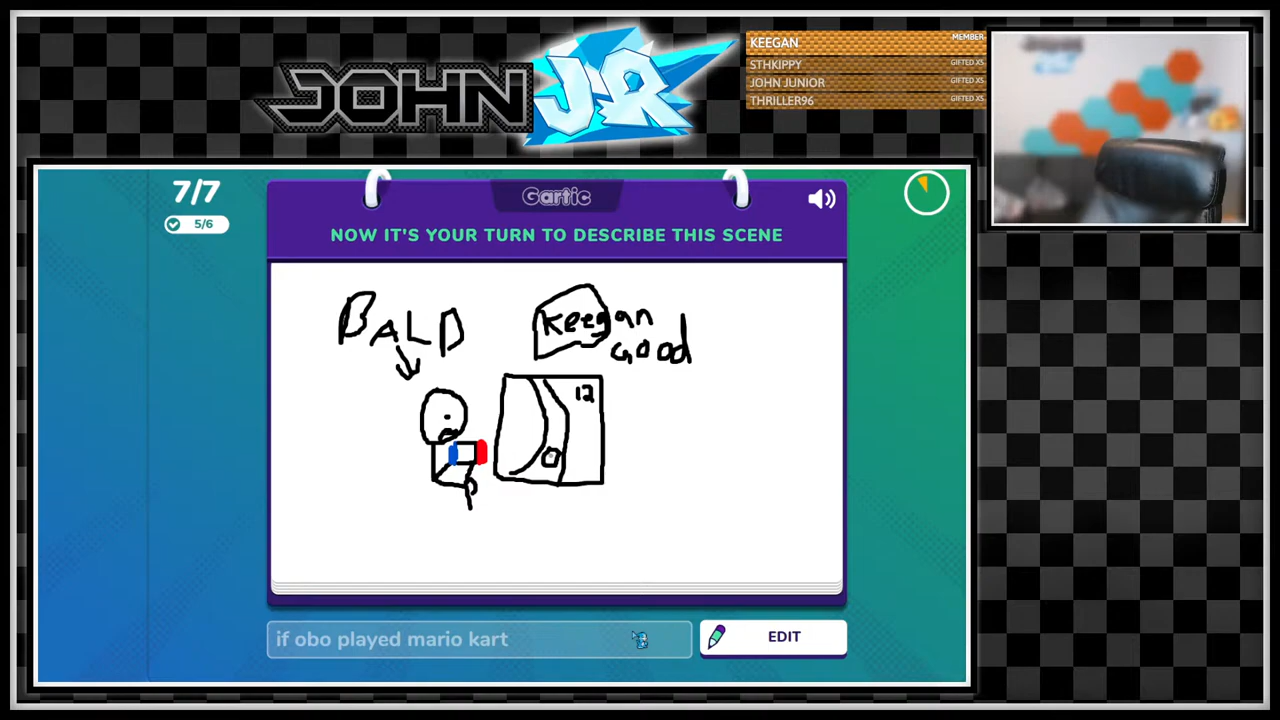 JOHN JR
KEEGAN MEMBER
STHKIPPY GIFTED X5
JOHN JUNIOR GIFTED X5
THRILLER96 GIFTED X5
7/7
5/6
Gartic
NOW IT'S YOUR TURN TO DESCRIBE THIS SCENE
BALD
Keegan
Good
12
if obo played mario kart
EDIT